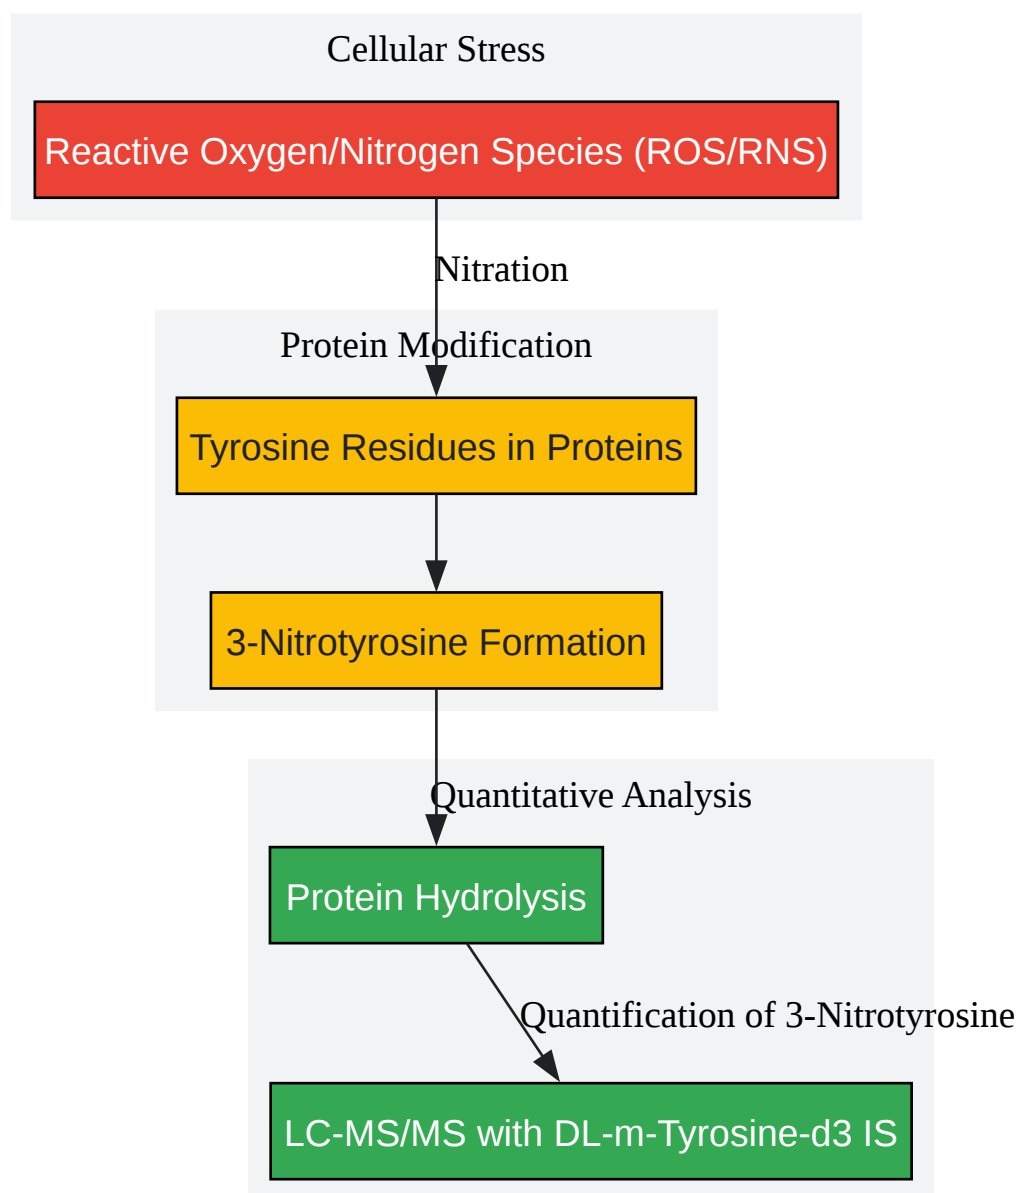 Cellular Stress
Reactive Oxygen/Nitrogen Species (ROS/RNS)
Nitration
Protein Modification
Tyrosine Residues in Proteins
3-Nitrotyrosine Formation
Quantitative Analysis
Protein Hydrolysis
Quantification of 3-Nitrotyrosine
LC-MS/MS with DL-m-Tyrosine-d3 IS